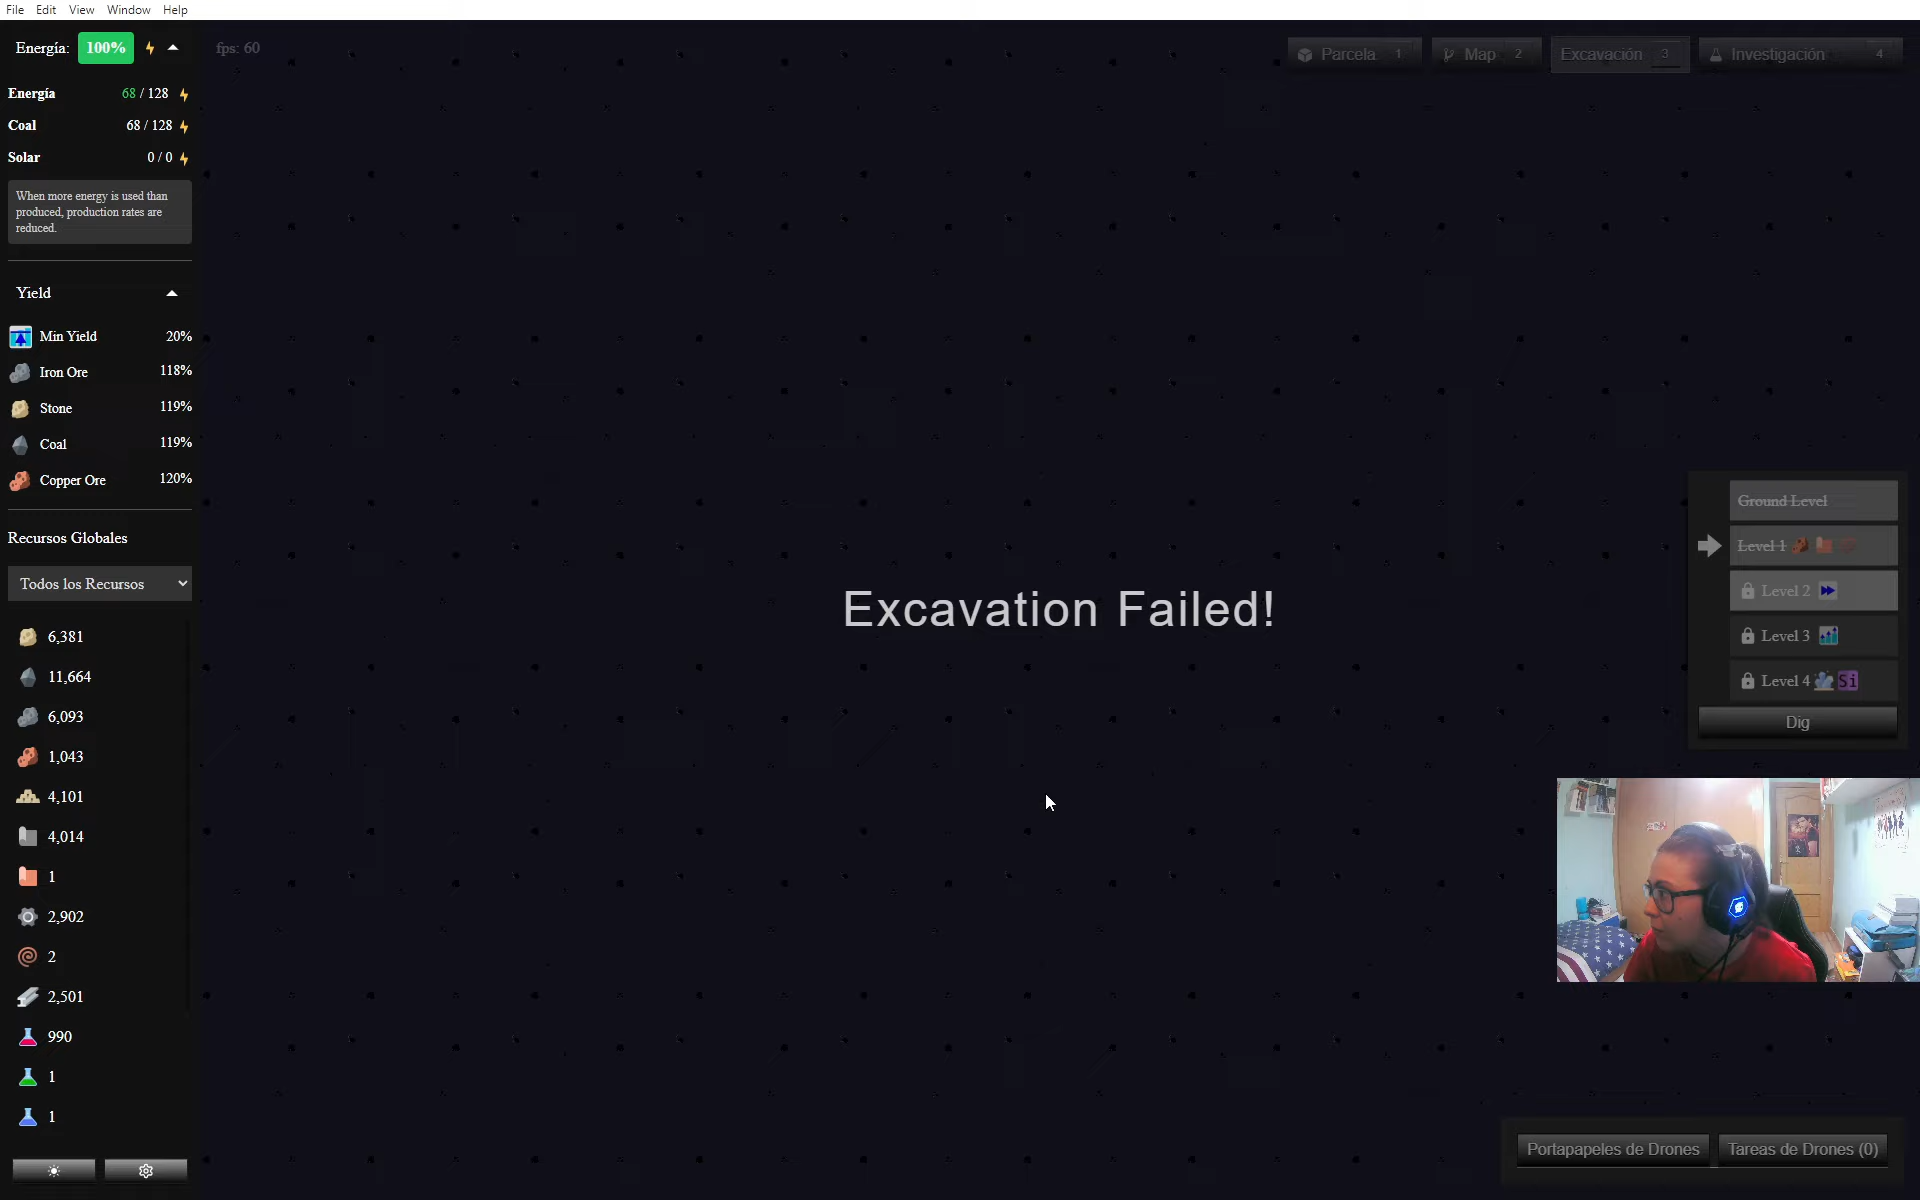 File Edit View Window Help
Energía: 100%
fps: 60
Parcela 1
Map 2
Excavación 3
Investigación 4
Energía 68 / 128
Coal 68 / 128
Solar 0 / 0
When more energy is used than
produced, production rates are
reduced.
Yield
Min Yield 20%
Iron Ore 118%
Stone 119%
Coal 119%
Copper Ore 120%
Recursos Globales
Todos los Recursos
6,381
11,664
6,093
1,043
4,101
4,014
1
2,902
2
2,501
990
1
1
Excavation Failed!
Ground Level
Level 1
Level 2
Level 3
Level 4 Si
Dig
Portapapeles de Drones
Tareas de Drones (0)